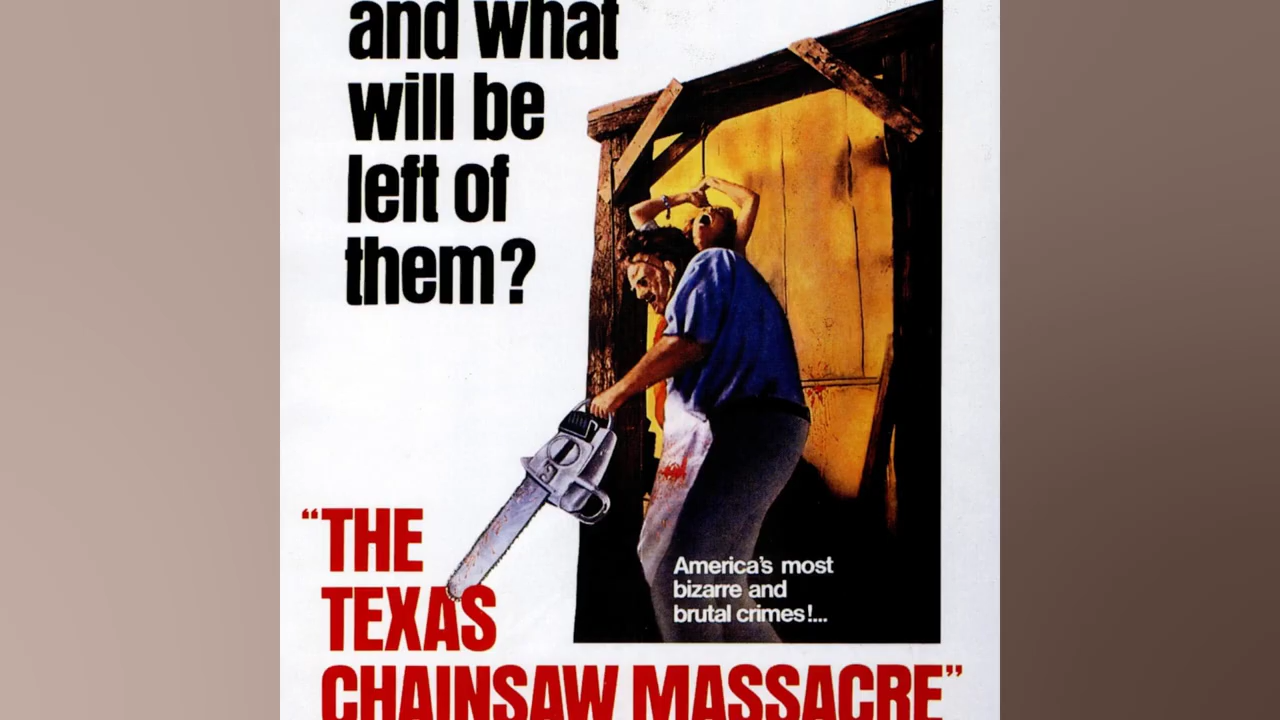 and what
will be
left of
them?
"THE
TEXAS
CHAINSAW MASSACRE"
America's most
bizarre and
brutal crimes!...